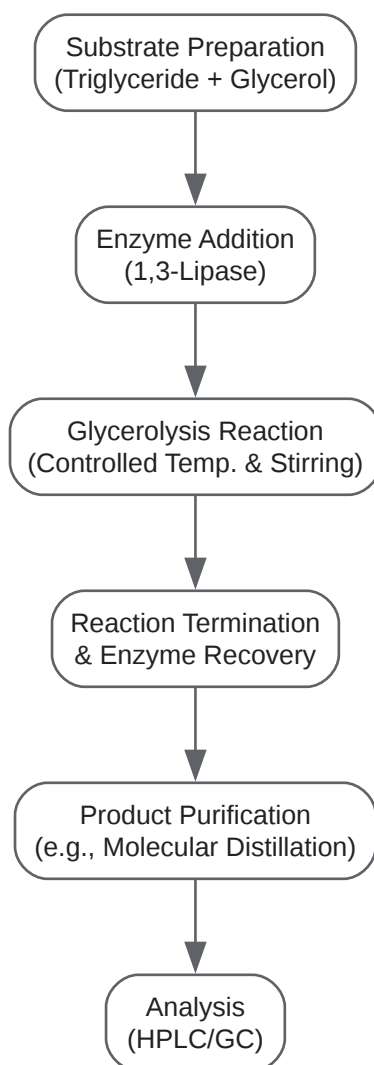 Substrate Preparation
(Triglyceride + Glycerol)
Enzyme Addition
(1,3-Lipase)
Glycerolysis Reaction
(Controlled Temp. & Stirring)
Reaction Termination
& Enzyme Recovery
Product Purification
(e.g., Molecular Distillation)
Analysis
(HPLC/GC)